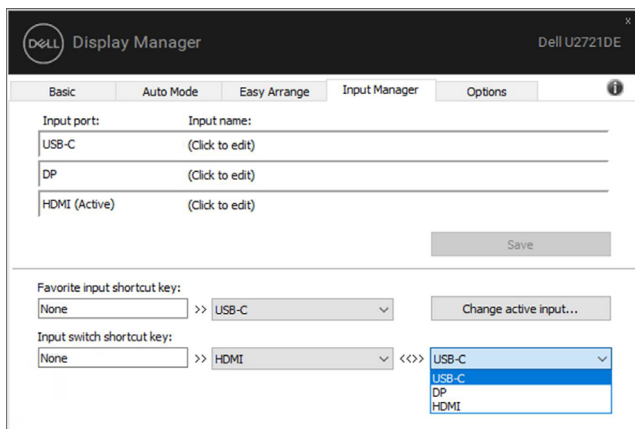 DELL Display Manager Dell U2721DE x
Basic Auto Mode Easy Arrange Input Manager Options i
Input port: Input name:
USB-C (Click to edit)
DP (Click to edit)
HDMI (Active) (Click to edit)
Save
Favorite input shortcut key:
None >> USB-C Change active input...
Input switch shortcut key:
None >> HDMI <<>> USB-C
USB-C
DP
HDMI